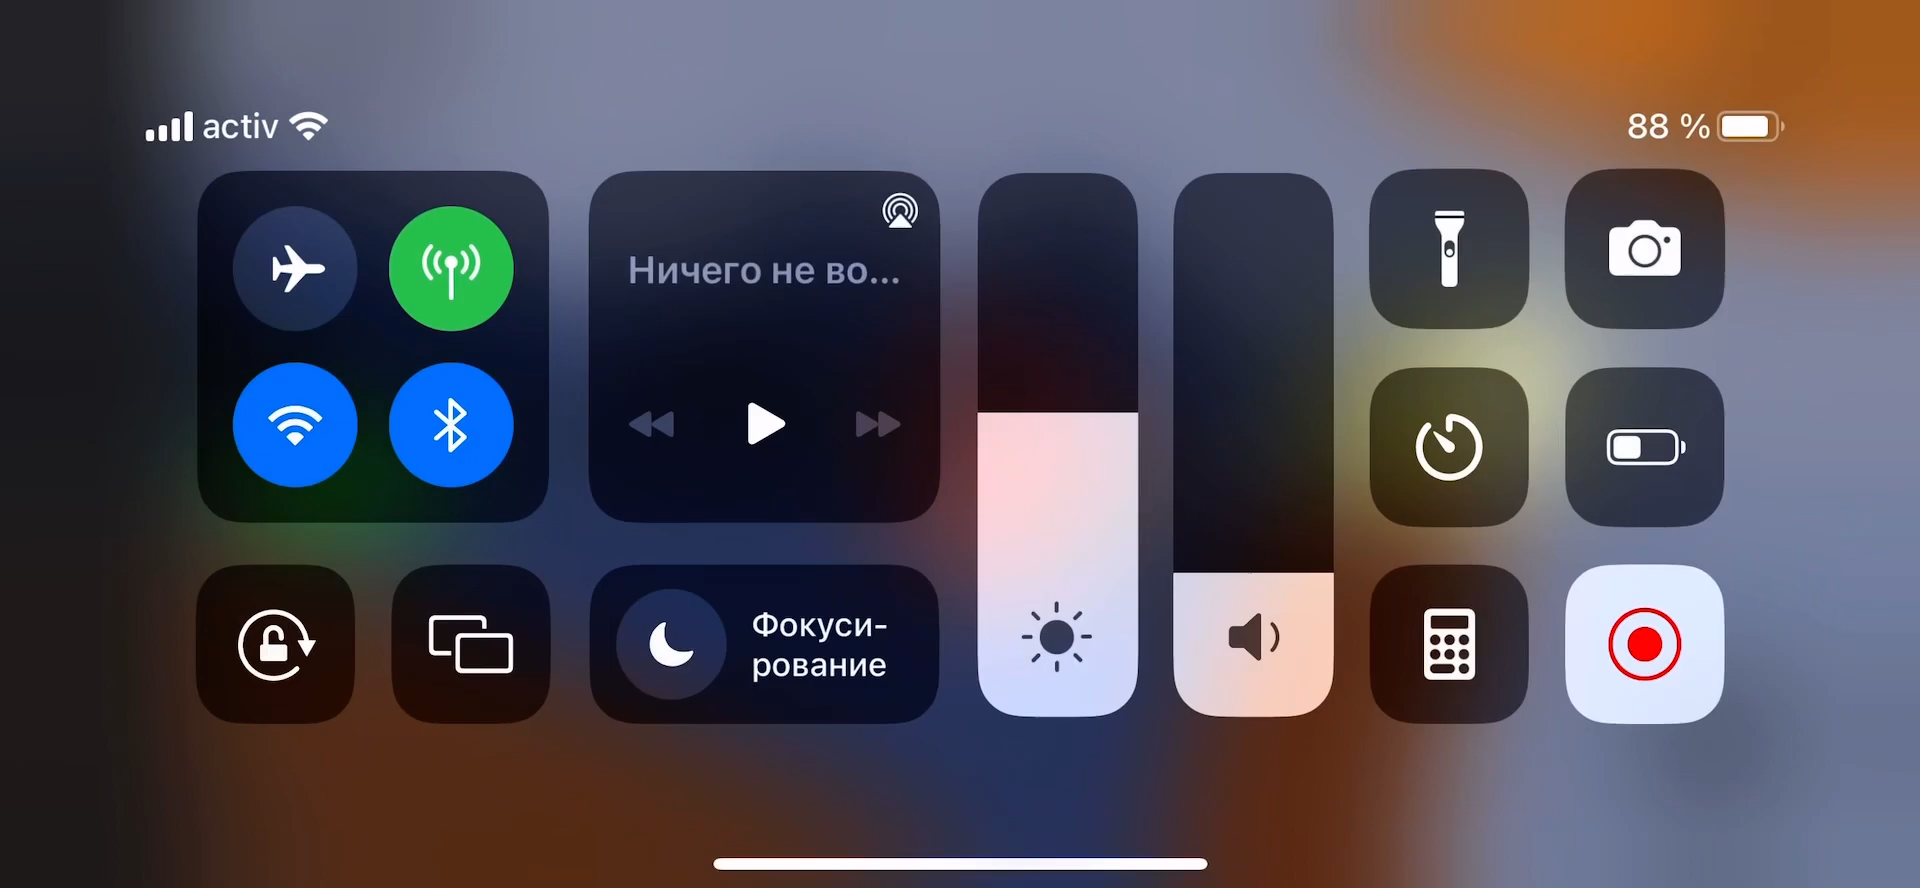 activ
88 %
Ничего не во...
Фокуси-
рование